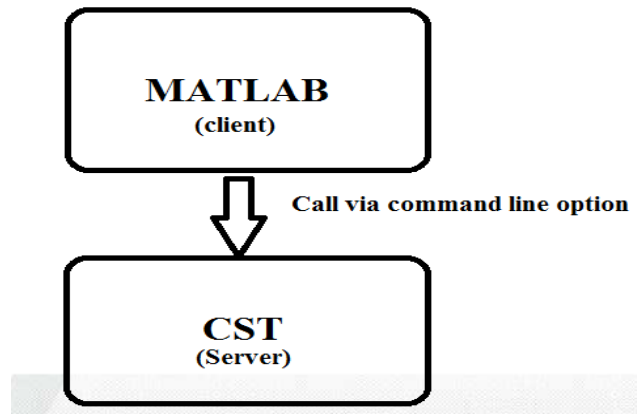 MATLAB
(client)
Call via command line option
CST
(Server)